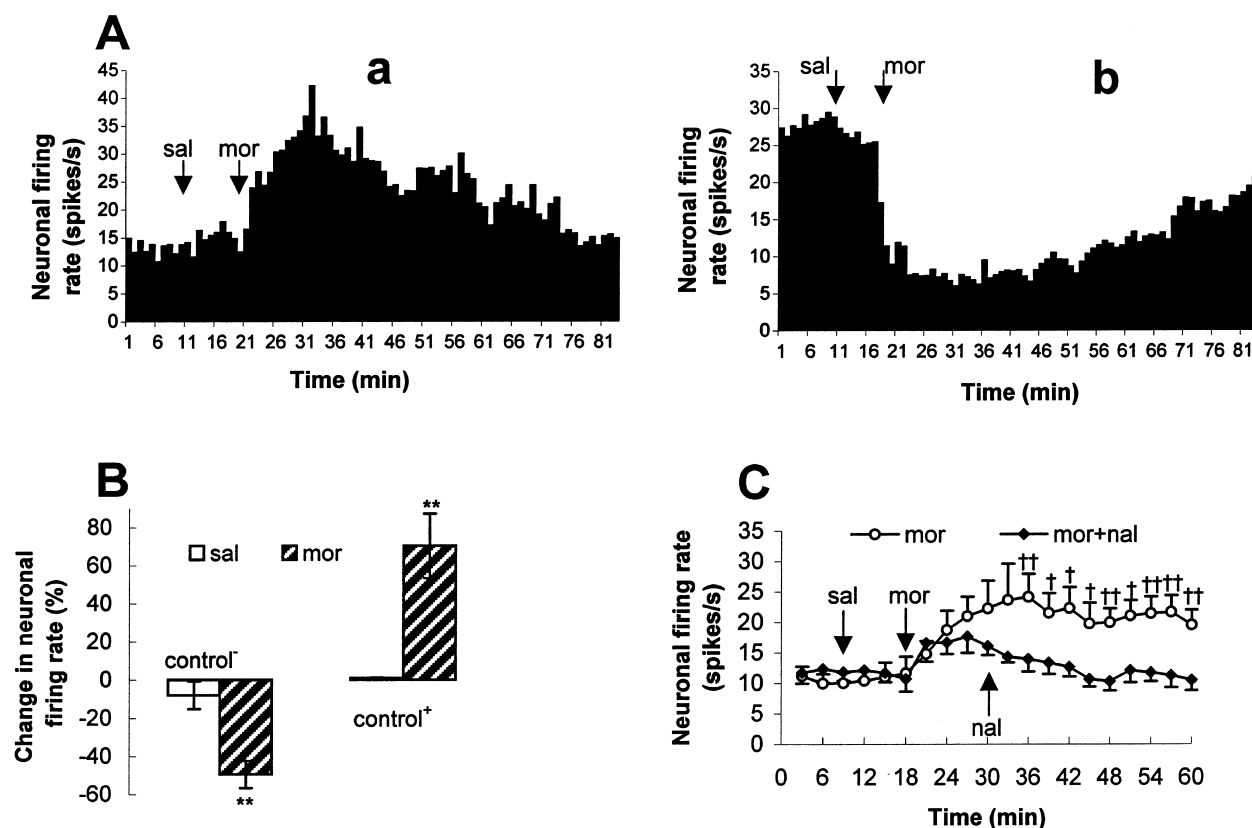 A
a
45
40
35
30
25
20
15
10
5
0
sal
mor
Neuronal firing
rate (spikes/s)
1 6 11 16 21 26 31 36 41 46 51 56 61 66 71 76 81
Time (min)
b
35
30
25
20
15
10
5
0
sal
mor
Neuronal firing
rate (spikes/s)
1 6 11 16 21 26 31 36 41 46 51 56 61 66 71 76 81
Time (min)
B
80
60
40
20
0
-20
-40
-60
Change in neuronal
firing rate (%)
sal
mor
**
control-
control+
**
C
35
30
25
20
15
10
5
0
Neuronal firing rate
(spikes/s)
mor
mor+nal
sal
mor
†† † † † †† † †† †† ††
nal
0 6 12 18 24 30 36 42 48 54 60
Time (min)